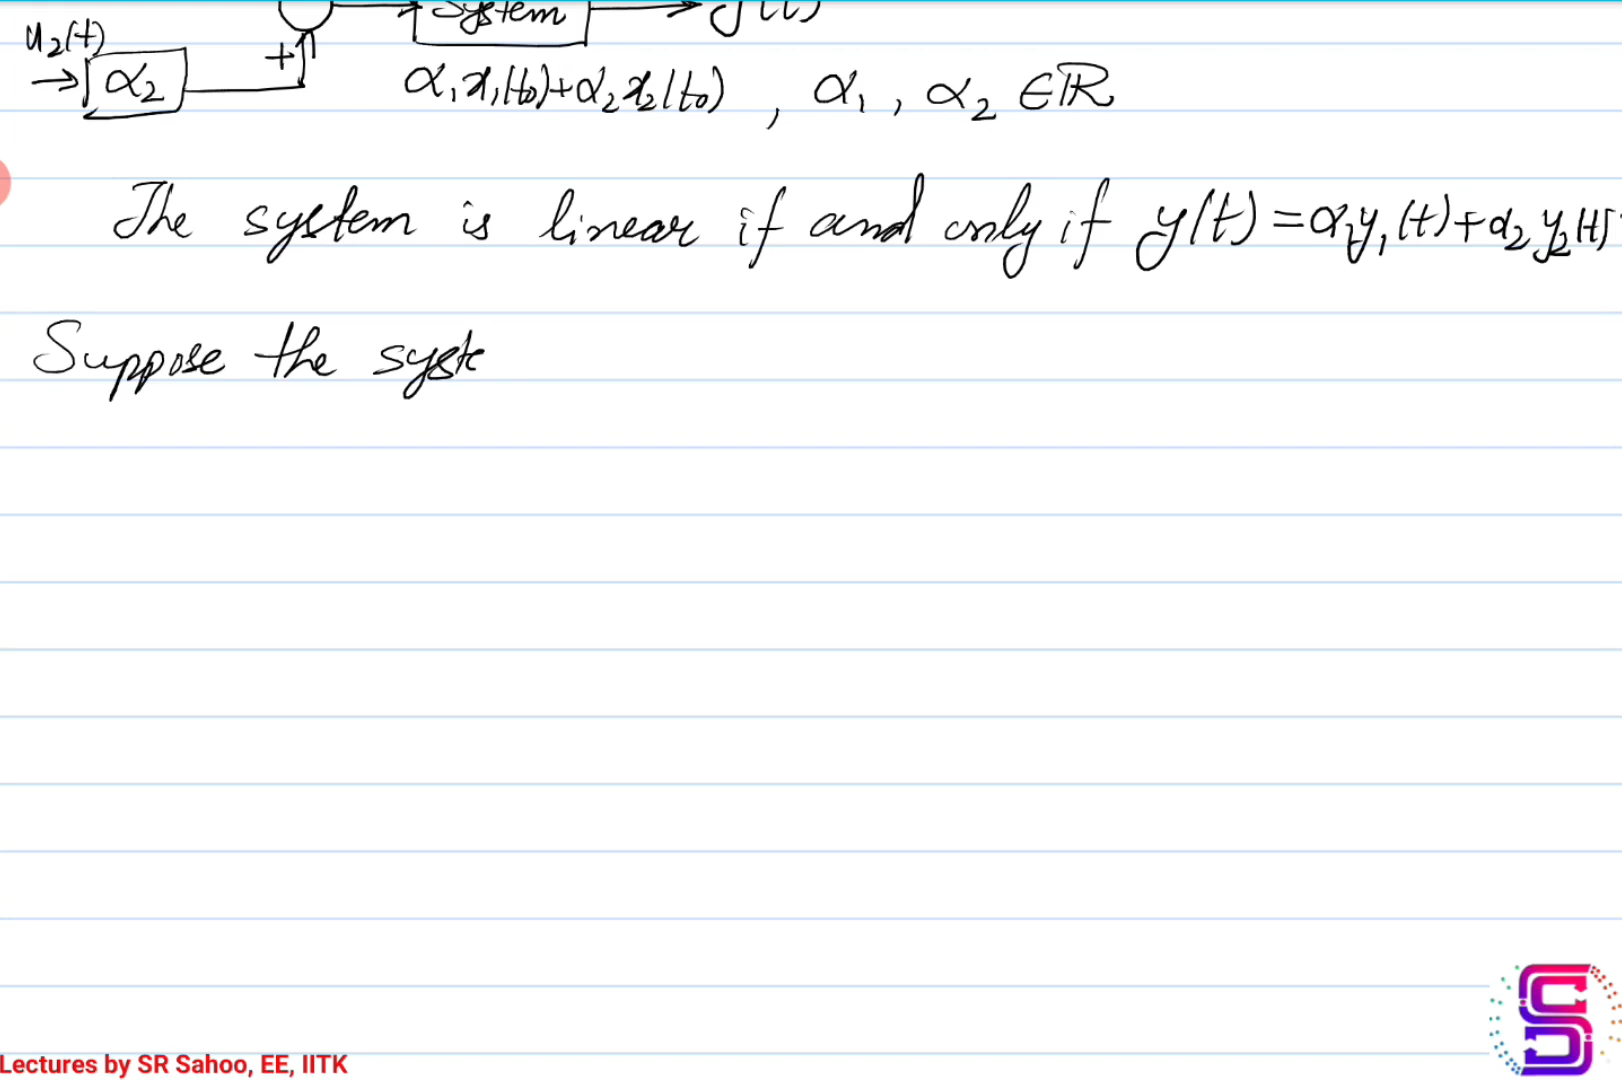 u₂(t)
System y(t)
α₂ +
α₁x₁(t₀)+α₂x₂(t₀) , α₁ , α₂ ∈ ℝ
The system is linear if and only if y(t) = α₁y₁(t) + α₂y₂(t)
Suppose the syste
Lectures by SR Sahoo, EE, IITK